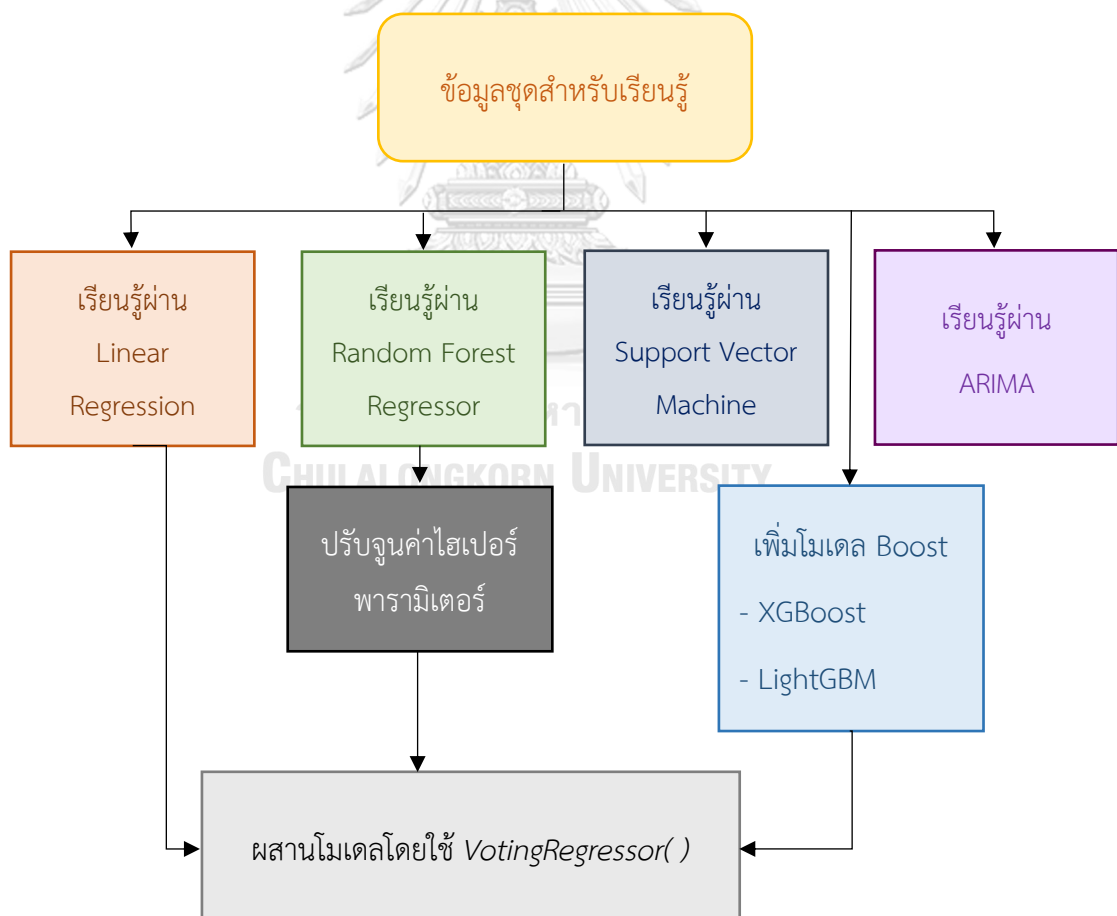 ข้อมูลชุดสำหรับเรียนรู้
เรียนรู้ผ่าน
Linear
Regression
เรียนรู้ผ่าน
Random Forest
Regressor
เรียนรู้ผ่าน
Support Vector
Machine
เรียนรู้ผ่าน
ARIMA
CHULALONGKORN UNIVERSITY
ปรับจูนค่าไฮเปอร์
พารามิเตอร์
เพิ่มโมเดล Boost
- XGBoost
- LightGBM
ผสานโมเดลโดยใช้ VotingRegressor( )